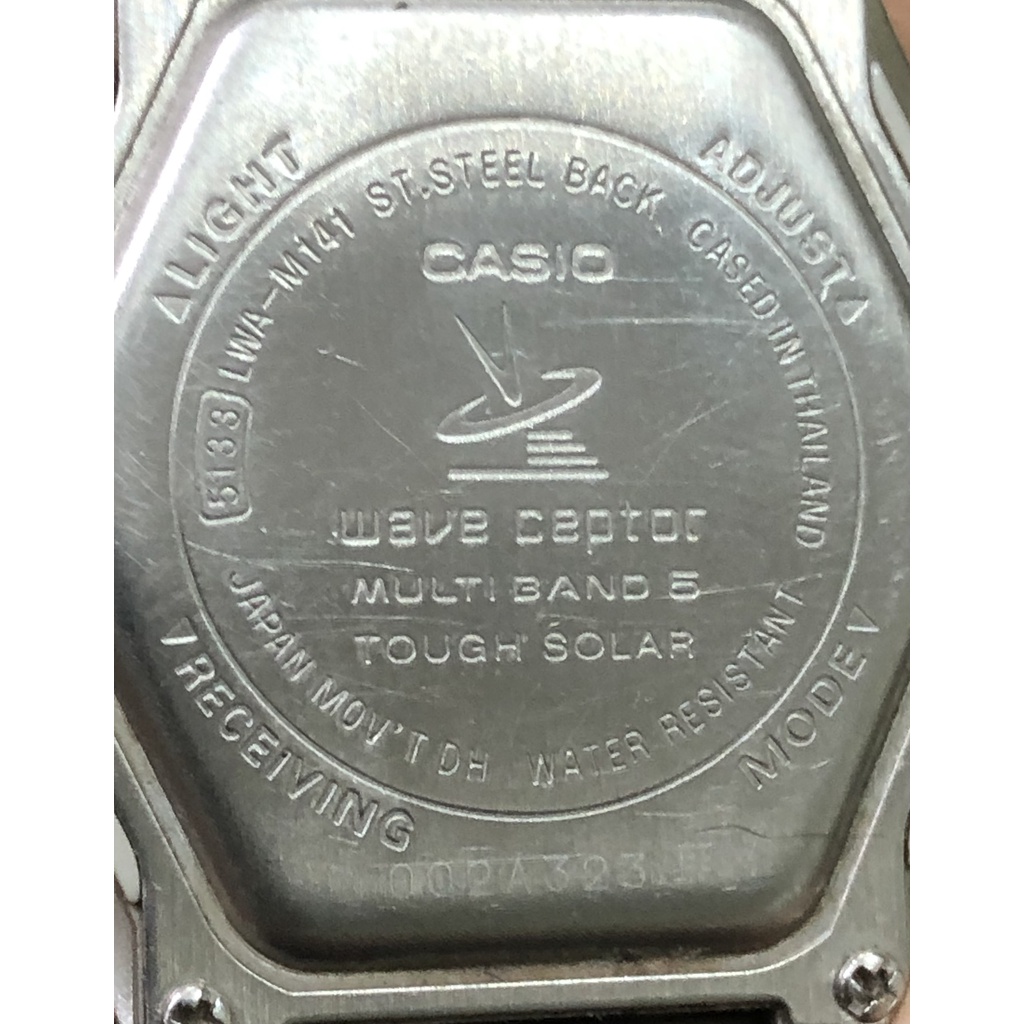 △LIGHT
ADJUST△
5133 LWA-M141 ST.STEEL BACK CASED IN THAILAND
CASIO
wave ceptor
MULTI BAND 5
TOUGH SOLAR
JAPAN MOV'T DH WATER RESISTANT
▽RECEIVING
MODE▽
002A323